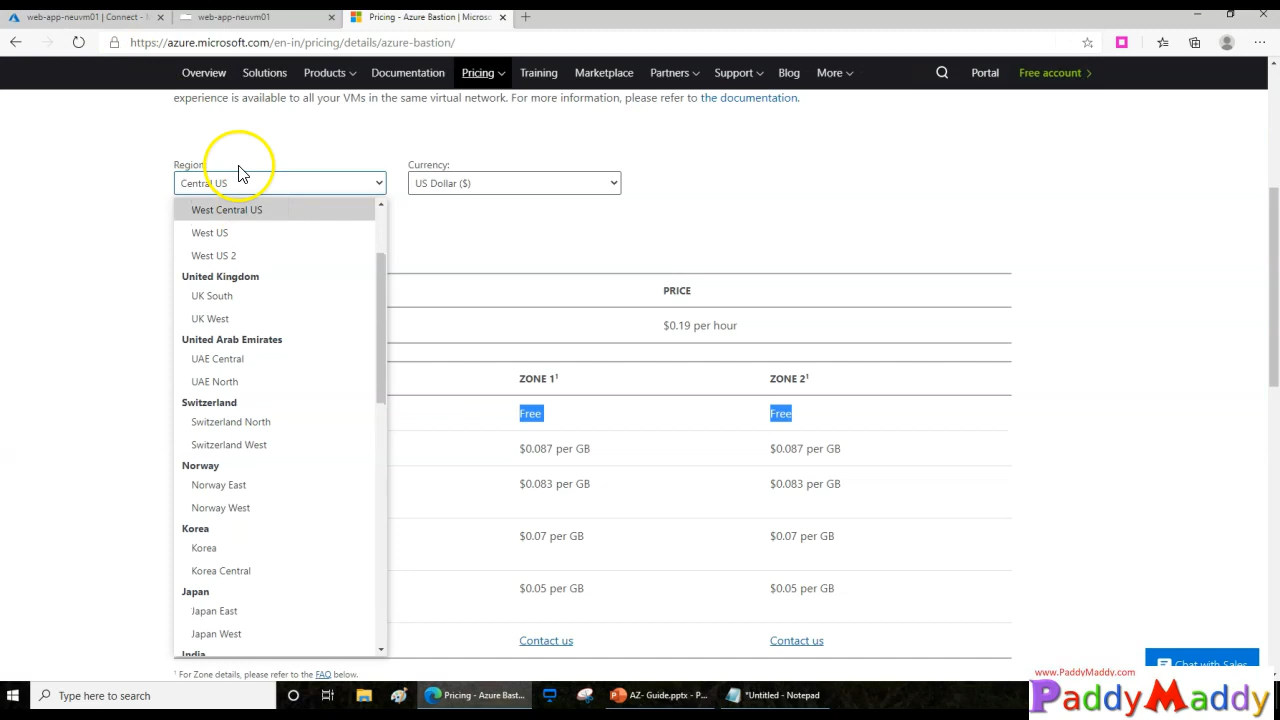 web-app-neuvm01 | Connect - M
web-app-neuvm01
Pricing - Azure Bastion | Micros
https://azure.microsoft.com/en-in/pricing/details/azure-bastion/
Overview Solutions Products Documentation Pricing Training Marketplace Partners Support Blog More Portal Free account
experience is available to all your VMs in the same virtual network. For more information, please refer to the documentation.
Region: Currency:
Central US US Dollar ($)
West Central US
West US
West US 2
United Kingdom
PRICE
UK South
UK West
$0.19 per hour
United Arab Emirates
UAE Central
UAE North
ZONE 1¹ ZONE 2¹
Switzerland
Free Free
Switzerland North
Switzerland West
$0.087 per GB $0.087 per GB
Norway
Norway East
$0.083 per GB $0.083 per GB
Norway West
Korea
$0.07 per GB $0.07 per GB
Korea
Korea Central
Japan
$0.05 per GB $0.05 per GB
Japan East
Japan West
Contact us Contact us
India
¹ For Zone details, please refer to the FAQ below.
Chat with Sales
www.PaddyMaddy.com
PaddyMaddy
Type here to search
Pricing - Azure Bast...
AZ- Guide.pptx - P...
*Untitled - Notepad